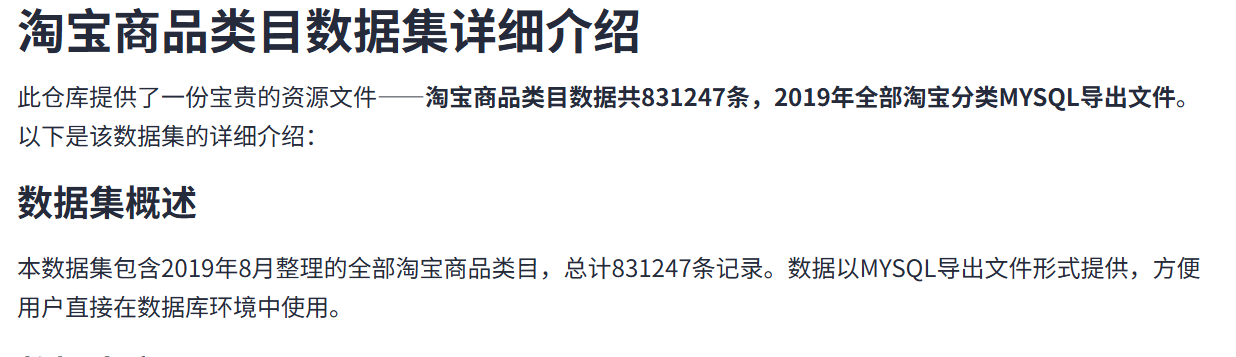 淘宝商品类目数据集详细介绍
此仓库提供了一份宝贵的资源文件——淘宝商品类目数据共831247条，2019年全部淘宝分类MYSQL导出文件。
以下是该数据集的详细介绍：
数据集概述
本数据集包含2019年8月整理的全部淘宝商品类目，总计831247条记录。数据以MYSQL导出文件形式提供，方便
用户直接在数据库环境中使用。